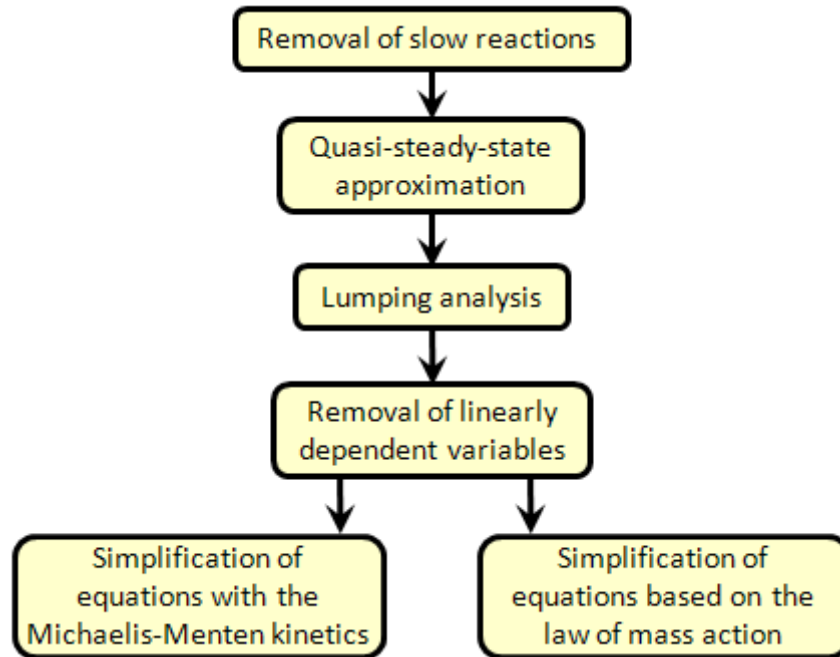 Removal of slow reactions
Quasi-steady-state
approximation
Lumping analysis
Removal of linearly
dependent variables
Simplification of
equations with the
Michaelis-Menten kinetics
Simplification of
equations based on the
law of mass action